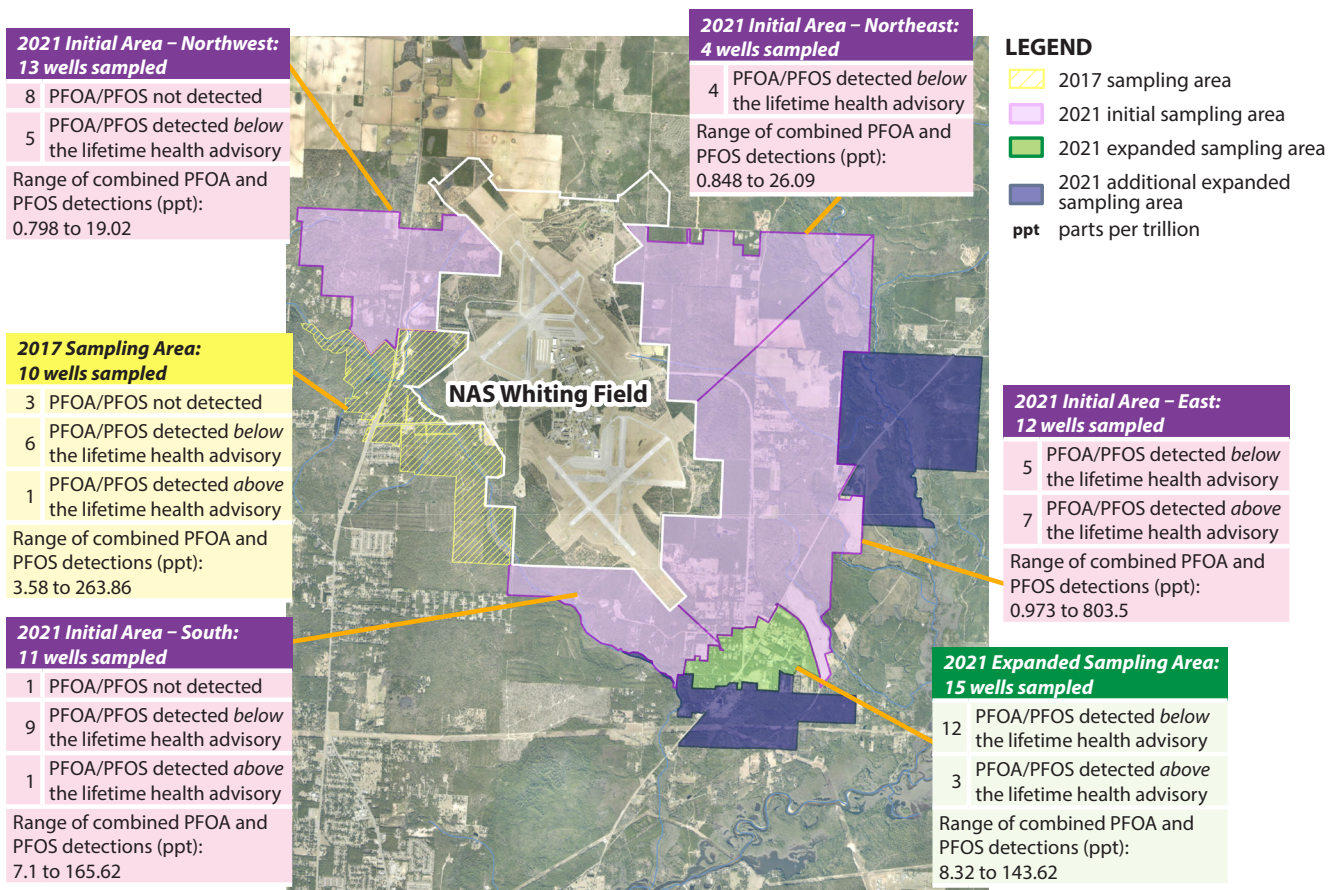 2021 Initial Area – Northwest:
13 wells sampled
8 PFOA/PFOS not detected
5 PFOA/PFOS detected below
the lifetime health advisory
Range of combined PFOA and
PFOS detections (ppt):
0.798 to 19.02
2021 Initial Area – Northeast:
4 wells sampled
4 PFOA/PFOS detected below
the lifetime health advisory
Range of combined PFOA and
PFOS detections (ppt):
0.848 to 26.09
LEGEND
2017 sampling area
2021 initial sampling area
2021 expanded sampling area
2021 additional expanded
sampling area
ppt parts per trillion
2017 Sampling Area:
10 wells sampled
3 PFOA/PFOS not detected
6 PFOA/PFOS detected below
the lifetime health advisory
1 PFOA/PFOS detected above
the lifetime health advisory
Range of combined PFOA and
PFOS detections (ppt):
3.58 to 263.86
NAS Whiting Field
2021 Initial Area – East:
12 wells sampled
5 PFOA/PFOS detected below
the lifetime health advisory
7 PFOA/PFOS detected above
the lifetime health advisory
Range of combined PFOA and
PFOS detections (ppt):
0.973 to 803.5
2021 Initial Area – South:
11 wells sampled
1 PFOA/PFOS not detected
9 PFOA/PFOS detected below
the lifetime health advisory
1 PFOA/PFOS detected above
the lifetime health advisory
Range of combined PFOA and
PFOS detections (ppt):
7.1 to 165.62
2021 Expanded Sampling Area:
15 wells sampled
12 PFOA/PFOS detected below
the lifetime health advisory
3 PFOA/PFOS detected above
the lifetime health advisory
Range of combined PFOA and
PFOS detections (ppt):
8.32 to 143.62